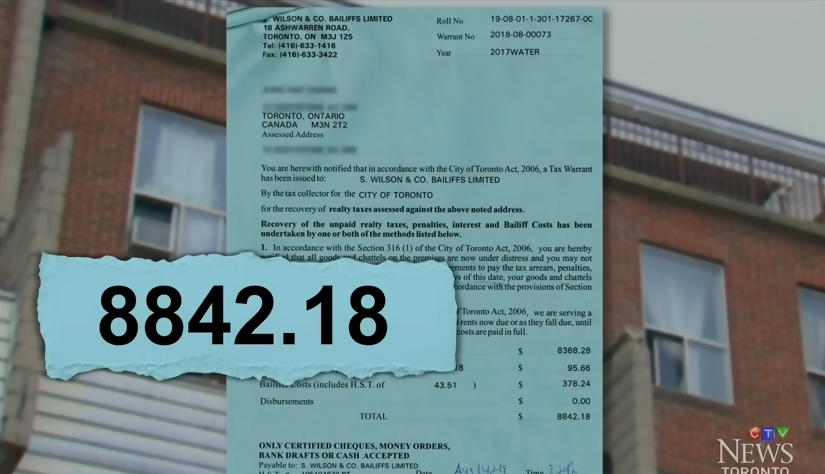 S. WILSON & CO. BAILIFFS LIMITED
18 ASHWARREN ROAD,
TORONTO, ON M3J 1Z5
Tel: (416)-633-1416
Fax: (416)-633-3422
Roll No 19-08-01-1-301-17267-00
Warrant No 2018-08-00073
Year 2017WATER
TORONTO, ONTARIO
CANADA M3N 2T2
Assessed Address
You are herewith notified that in accordance with the City of Toronto Act, 2006, a Tax Warrant
has been issued to: S. WILSON & CO. BAILIFFS LIMITED
By the tax collector for the CITY OF TORONTO
for the recovery of realty taxes assessed against the above noted address.
Recovery of the unpaid realty taxes, penalties, interest and Bailiff Costs has been
undertaken by one or both of the methods listed below.
1. In accordance with the Section 316 (1) of the City of Toronto Act, 2006, you are hereby
notified that all goods and chattels on the premises are now under distress and you may not
ements to pay the tax arrears, penalties,
ys of this date, your goods and chattels
cordance with the provisions of Section
f Toronto Act, 2006, we are serving a
rents now due or as they fall due, until
costs are paid in full.
8842.18
$ 8368.28
18 $ 95.66
Bailiff Costs (includes H.S.T. of 43.51 ) $ 378.24
Disbursements $ 0.00
TOTAL $ 8842.18
ONLY CERTIFIED CHEQUES, MONEY ORDERS,
BANK DRAFTS OR CASH ACCEPTED
Payable to: S. WILSON & CO. BAILIFFS LIMITED
Date Time
CTV
NEWS
TORONTO